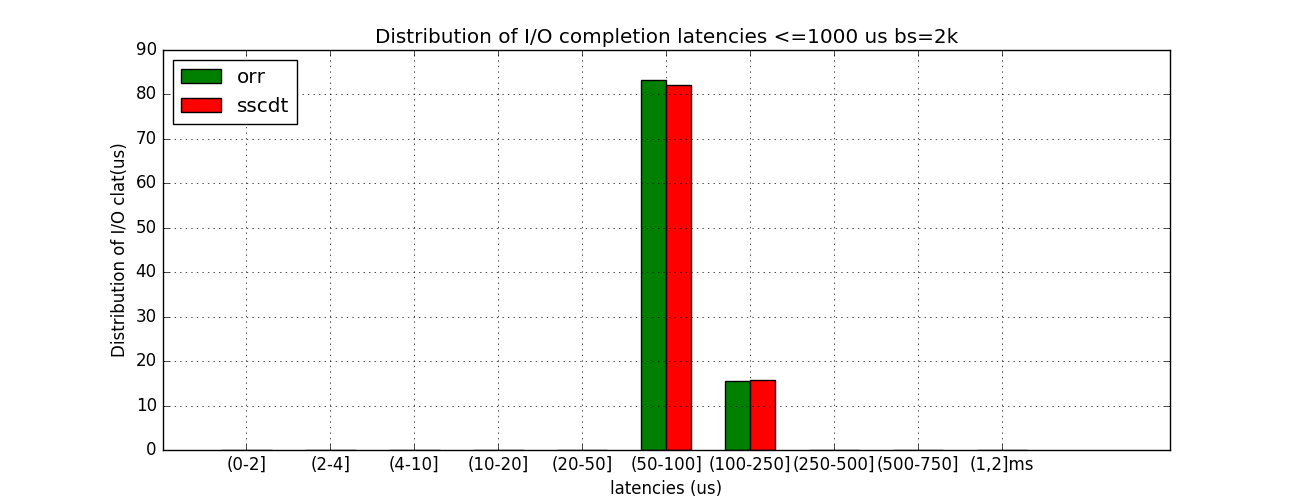 Distribution of I/O completion latencies <=1000 us bs=2k
90
80
70
60
50
40
30
20
10
0
Distribution of I/O clat(us)
orr
sscdt
(0-2] (2-4] (4-10] (10-20] (20-50] (50-100] (100-250] (250-500] (500-750] (1,2]ms
latencies (us)